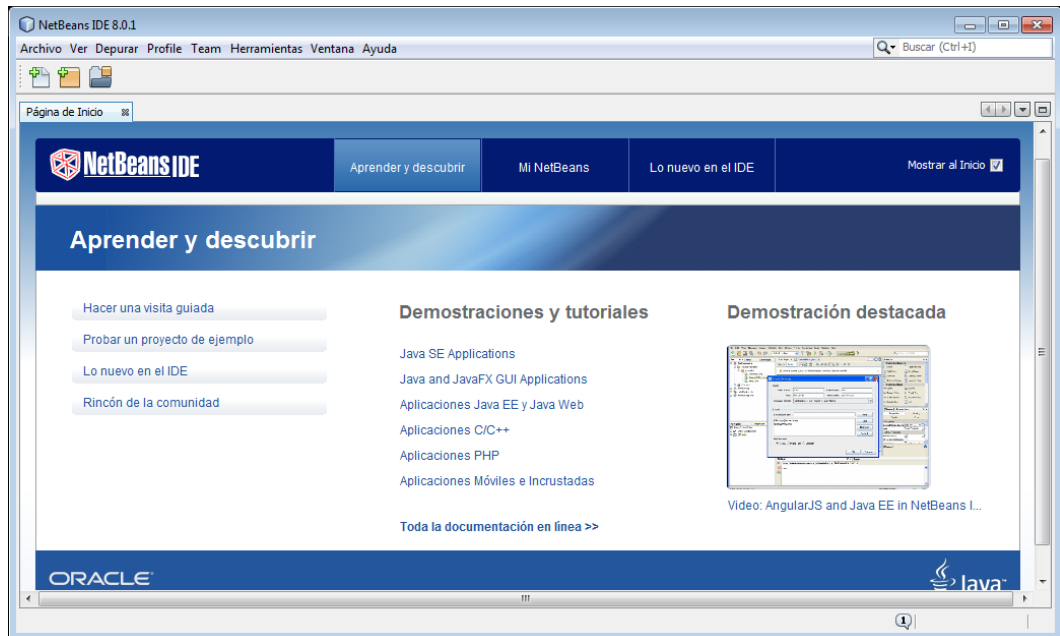 NetBeans IDE 8.0.1
Archivo Ver Depurar Profile Team Herramientas Ventana Ayuda
Buscar (Ctrl+I)
Página de Inicio
NetBeans IDE
Aprender y descubrir
Mi NetBeans
Lo nuevo en el IDE
Mostrar al Inicio
Aprender y descubrir
Hacer una visita guiada
Probar un proyecto de ejemplo
Lo nuevo en el IDE
Rincón de la comunidad
Demostraciones y tutoriales
Java SE Applications
Java and JavaFX GUI Applications
Aplicaciones Java EE y Java Web
Aplicaciones C/C++
Aplicaciones PHP
Aplicaciones Móviles e Incrustadas
Toda la documentación en línea >>
Demostración destacada
Video: AngularJS and Java EE in NetBeans I...
ORACLE
Java
1